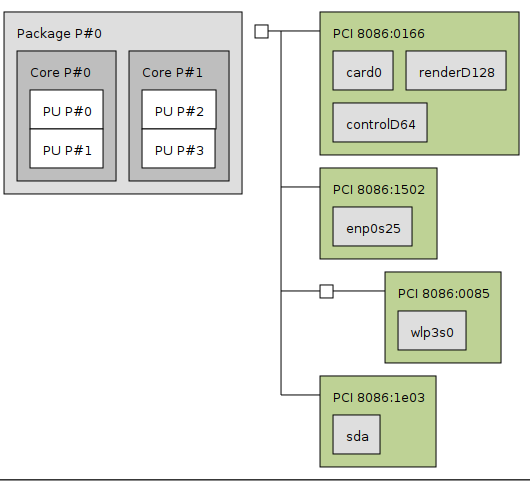 Package P#0
Core P#0
Core P#1
PU P#0
PU P#2
PU P#1
PU P#3
PCI 8086:0166
card0
renderD128
controlD64
PCI 8086:1502
enp0s25
PCI 8086:0085
wlp3s0
PCI 8086:1e03
sda